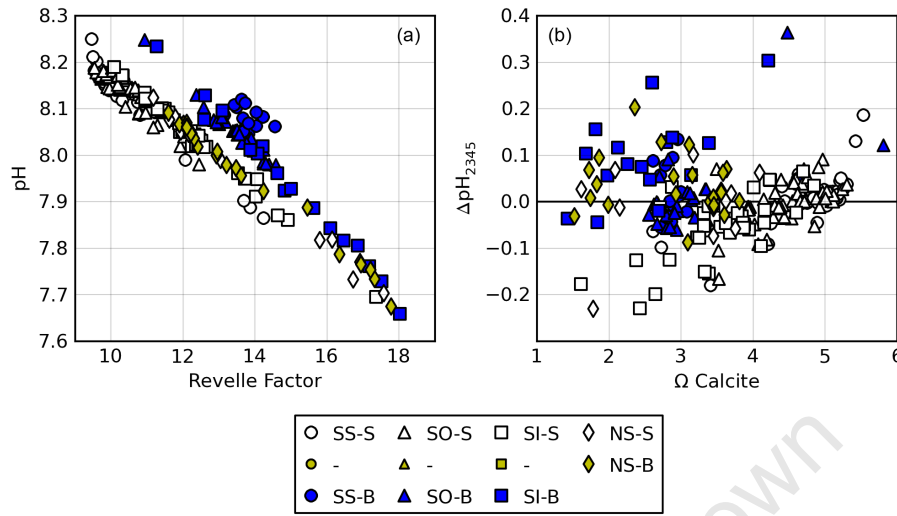 8.3
8.2
8.1
8.0
7.9
7.8
7.7
7.6
pH
10 12 14 16 18
Revelle Factor
(a)
0.4
0.3
0.2
0.1
0.0
−0.1
−0.2
ΔpH2345
1 2 3 4 5 6
Ω Calcite
(b)
SS-S SO-S SI-S NS-S
- - - NS-B
SS-B SO-B SI-B
own